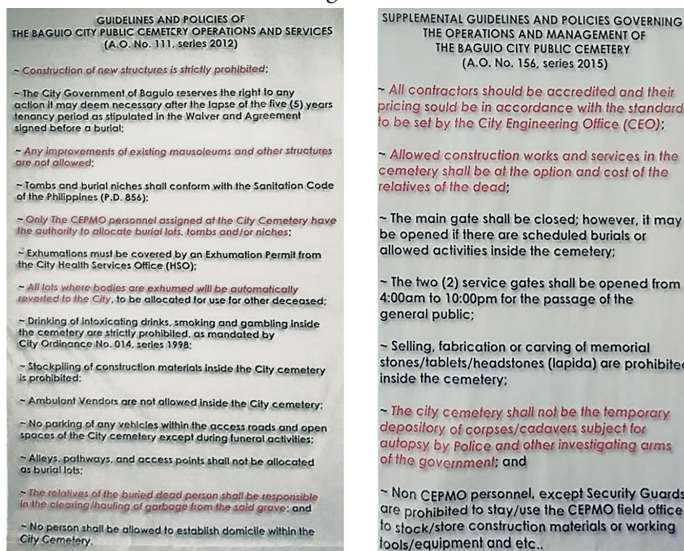 GUIDELINES AND POLICIES OF
THE BAGUIO CITY PUBLIC CEMETCRY OPERATIONS AND SERVICES
(A.O. No. 111, series 2012)
~ Construction of new structures is strictly prohibited;
~ The City Government of Baguio reserves the right to any
action it may deem necessary after the lapse of the five (5) years
tenancy period as stipulated in the Waiver and Agreement
signed before a burial;
~ Any improvements of existing mausoleums and other structures
are not allowed;
~ Tombs and burial niches shall conform with the Sanitation Code
of the Philippines (P.D. 856);
~ Only The CEPMO personnel assigned at the City Cemetery have
the authority to allocate burial lots, tombs and/or niches;
~ Exhumations must be covered by an Exhumation Permit from
the City Health Services Office (HSO);
~ All lots where bodies are exhumed will be automatically
reverted to the City, to be allocated for use for other deceased;
~ Drinking of intoxicating drinks, smoking and gambling inside
the cemetery are strictly prohibited, as mandated by
City Ordinance No. 014, series 1998;
~ Stockpiling of construction materials inside the City cemetery
is prohibited;
~ Ambulant Vendors are not allowed inside the City cemetery;
~ No parking of any vehicles within the access roads and open
spaces of the City cemetery except during funeral activities;
~ Alleys, pathways, and access points shall not be allocated
as burial lots;
~ The relatives of the buried dead person shall be responsible
in the clearing/hauling of garbage from the said grave; and
~ No person shall be allowed to establish domicile within the
City Cemetery.
SUPPLEMENTAL GUIDELINES AND POLICIES GOVERNING
THE OPERATIONS AND MANAGEMENT OF
THE BAGUIO CITY PUBLIC CEMETERY
(A.O. No. 156, series 2015)
~ All contractors should be accredited and their
pricing sould be in accordance with the standard
to be set by the City Engineering Office (CEO);
~ Allowed construction works and services in the
cemetery shall be at the option and cost of the
relatives of the dead;
~ The main gate shall be closed; however, it may
be opened if there are scheduled burials or
allowed activities inside the cemetery;
~ The two (2) service gates shall be opened from
4:00am to 10:00pm for the passage of the
general public;
~ Selling, fabrication or carving of memorial
stones/tablets/headstones (lapida) are prohibited
inside the cemetery;
~ The city cemetery shall not be the temporary
depository of corpses/cadavers subject for
autopsy by Police and other investigating arms
of the government; and
~ Non CEPMO personnel, except Security Guards
are prohibited to stay/use the CEPMO field office
to stock/store construction materials or working
tools/equipment and etc..